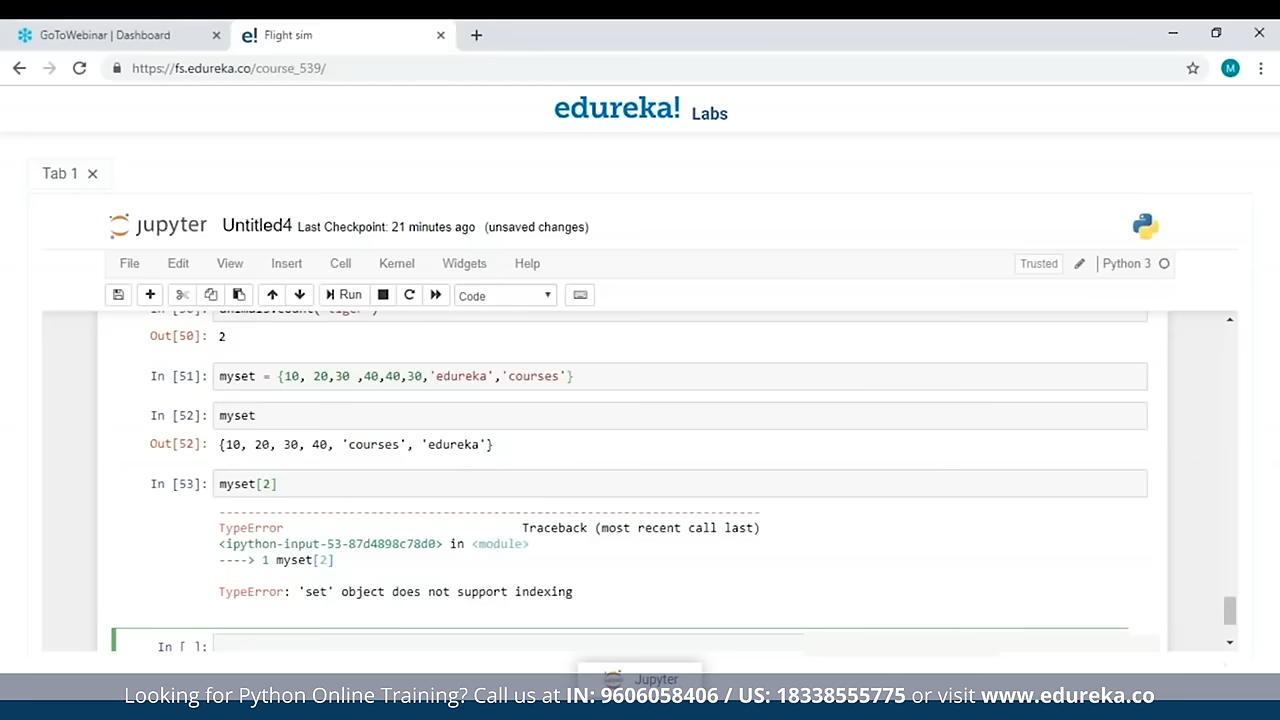 GoToWebinar | Dashboard
e! Flight sim
https://fs.edureka.co/course_539/
M
edureka! Labs
Tab 1
jupyter Untitled4 Last Checkpoint: 21 minutes ago (unsaved changes)
File Edit View Insert Cell Kernel Widgets Help Trusted Python 3
Run Code
Out[50]: 2
In [51]: myset = {10, 20,30 ,40,40,30,'edureka','courses'}
In [52]: myset
Out[52]: {10, 20, 30, 40, 'courses', 'edureka'}
In [53]: myset[2]
---------------------------------------------------------------------------
TypeError Traceback (most recent call last)
<ipython-input-53-87d4898c78d0> in <module>
----> 1 myset[2]
TypeError: 'set' object does not support indexing
In [ ]:
Jupyter
Looking for Python Online Training? Call us at IN: 9606058406 / US: 18338555775 or visit www.edureka.co